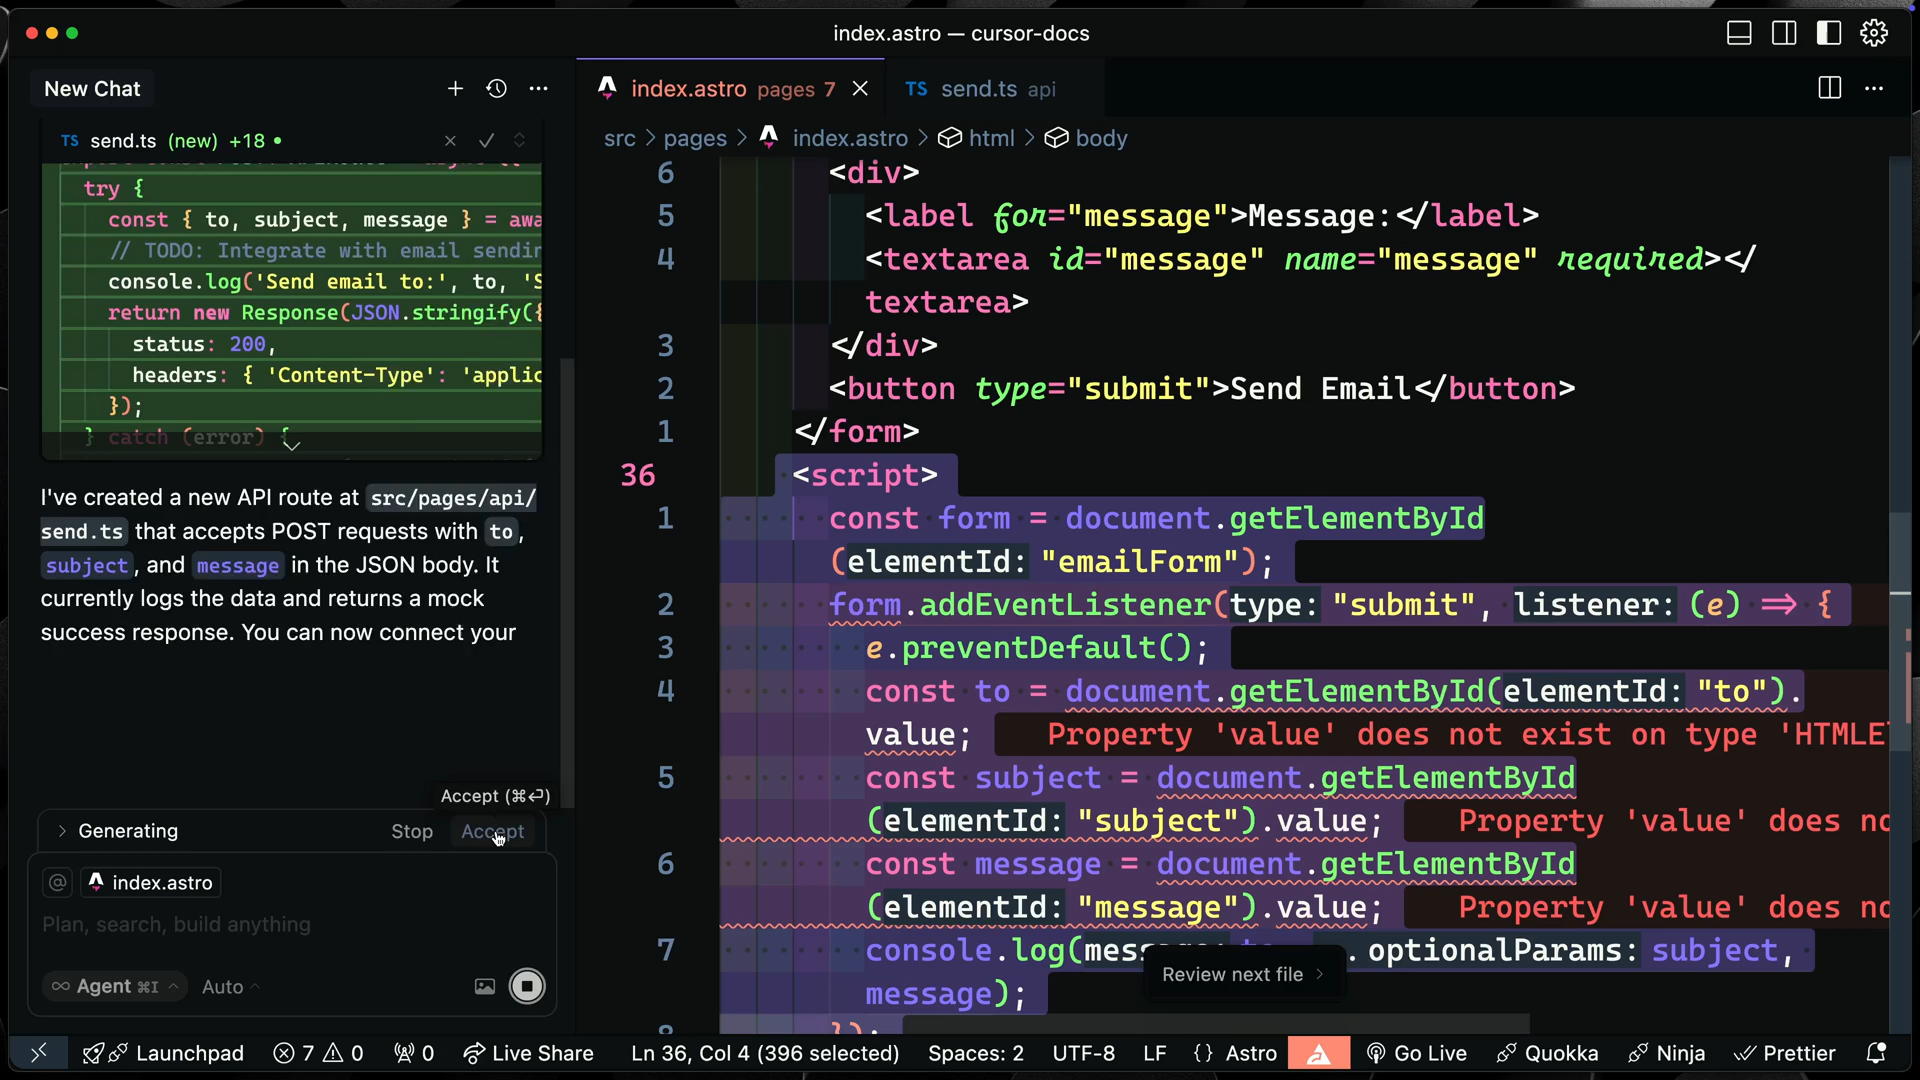 index.astro — cursor-docs
New Chat
TS send.ts (new) +18 •
try {
const { to, subject, message } = awa
// TODO: Integrate with email sendin
console.log('Send email to:', to, 'S
return new Response(JSON.stringify({
status: 200,
headers: { 'Content-Type': 'applic
});
} catch (error) {
I've created a new API route at src/pages/api/
send.ts that accepts POST requests with to,
subject, and message in the JSON body. It
currently logs the data and returns a mock
success response. You can now connect your
Accept (⌘⏎)
> Generating Stop Accept
@ index.astro
Plan, search, build anything
∞ Agent ⌘I Auto
index.astro pages 7
TS send.ts api
src > pages > index.astro > html > body
6 <div>
5 <label for="message">Message:</label>
4 <textarea id="message" name="message" required></
textarea>
3 </div>
2 <button type="submit">Send Email</button>
1 </form>
36 <script>
1 const form = document.getElementById
(elementId: "emailForm");
2 form.addEventListener(type: "submit", listener: (e) => {
3 e.preventDefault();
4 const to = document.getElementById(elementId: "to").
value; Property 'value' does not exist on type 'HTMLE
5 const subject = document.getElementById
(elementId: "subject").value; Property 'value' does no
6 const message = document.getElementById
(elementId: "message").value; Property 'value' does no
7 console.log(mess optionalParams: subject,
message);
});
Review next file >
Launchpad 7 0 0 Live Share Ln 36, Col 4 (396 selected) Spaces: 2 UTF-8 LF {} Astro Go Live Quokka Ninja Prettier